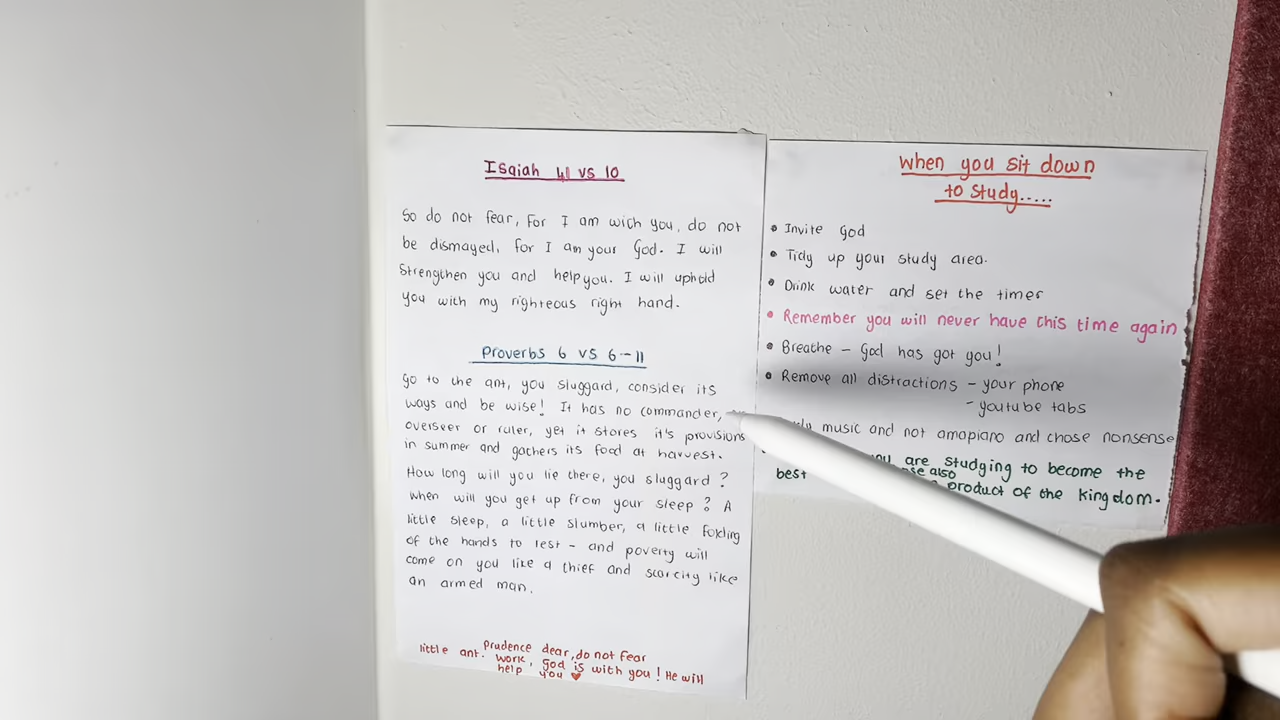 Isaiah 41 vs 10
So do not fear, for I am with you, do not
be dismayed, for I am your God. I will
Strengthen you and help you. I will uphold
you with my righteous right hand.
Proverbs 6 vs 6-11
Go to the ant, you sluggard, consider its
ways and be wise! It has no commander,
overseer or ruler, yet it stores it's provisions
in summer and gathers its food at harvest.
How long will you lie there, you sluggard?
When will you get up from your sleep? A
little sleep, a little slumber, a little folding
of the hands to rest - and poverty will
come on you like a thief and scarcity like
an armed man.
Prudence dear, do not fear
little ant. work, God is with you! He will
help you ❤
When you sit down
to study.....
• Invite God
• Tidy up your study area.
• Drink water and set the timer
• Remember you will never have this time again
• Breathe - God has got you!
• Remove all distractions - your phone
- youtube tabs
music and not amapiano and chose nonsense
you are studying to become the
also
best product of the kingdom.